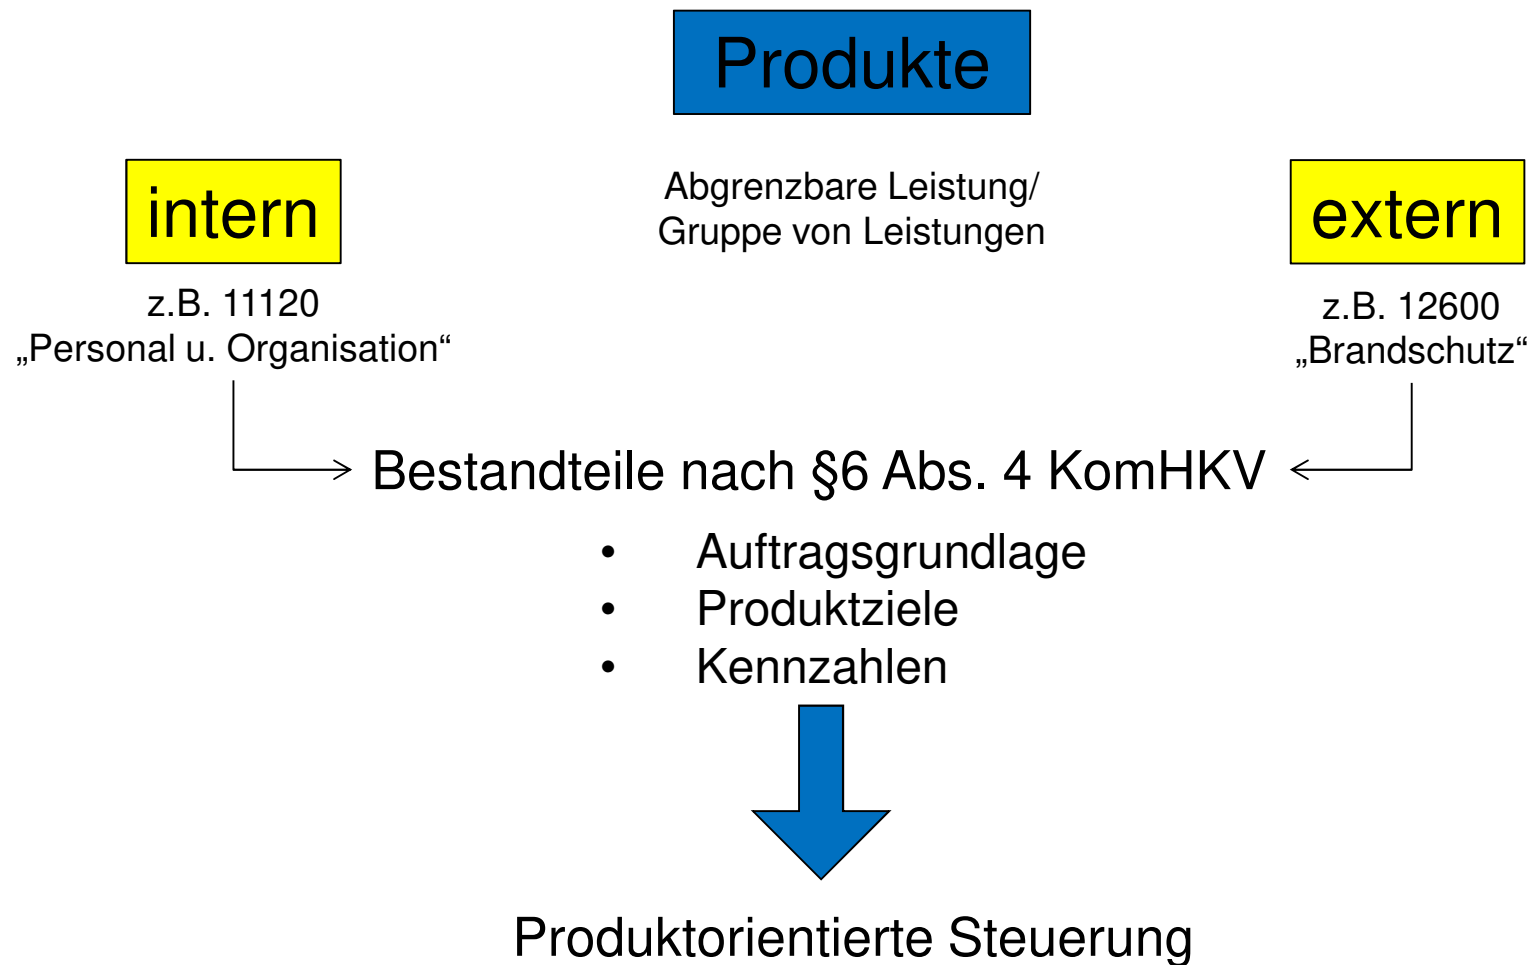 Produkte
intern
Abgrenzbare Leistung/
Gruppe von Leistungen
extern
z.B. 11120
„Personal u. Organisation“
z.B. 12600
„Brandschutz“
Bestandteile nach §6 Abs. 4 KomHKV
• Auftragsgrundlage
• Produktziele
• Kennzahlen
Produktorientierte Steuerung